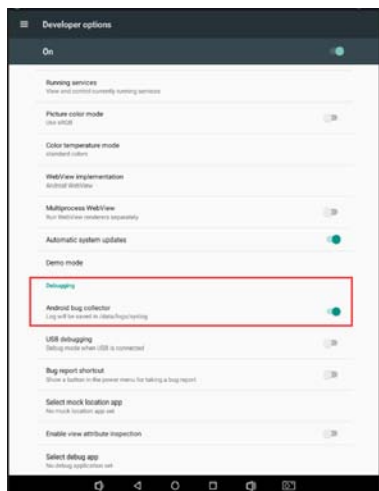 Developer options
On
Running services
View and control currently running services
Picture color mode
Use sRGB
Color temperature mode
standard colors
WebView implementation
Android WebView
Multiprocess WebView
Run WebView renderers separately
Automatic system updates
Demo mode
Debugging
Android bug collector
Log will be saved in /data/logs/syslog
USB debugging
Debug mode when USB is connected
Bug report shortcut
Show a button in the power menu for taking a bug report
Select mock location app
No mock location app set
Enable view attribute inspection
Select debug app
No debug application set